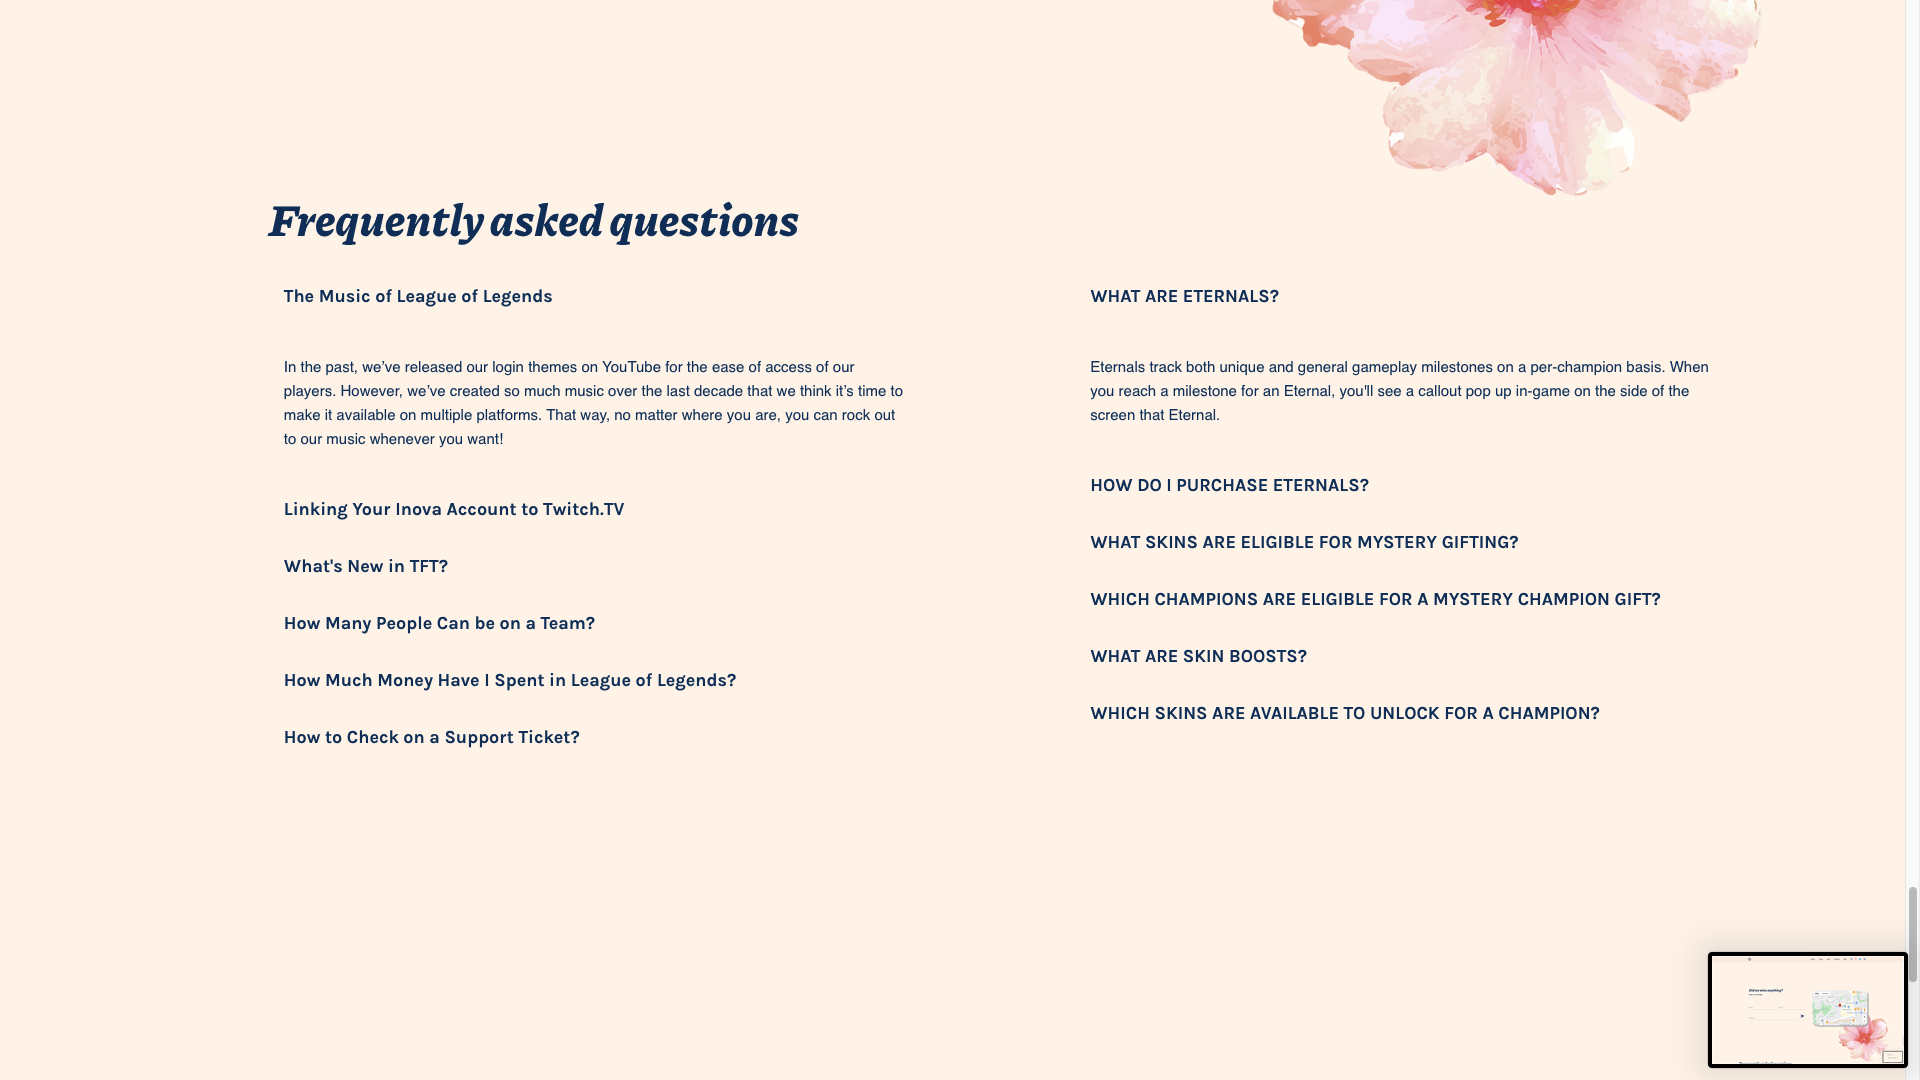 Frequently asked questions
The Music of League of Legends
In the past, we’ve released our login themes on YouTube for the ease of access of our
players. However, we’ve created so much music over the last decade that we think it’s time to
make it available on multiple platforms. That way, no matter where you are, you can rock out
to our music whenever you want!
Linking Your Inova Account to Twitch.TV
What's New in TFT?
How Many People Can be on a Team?
How Much Money Have I Spent in League of Legends?
How to Check on a Support Ticket?
WHAT ARE ETERNALS?
Eternals track both unique and general gameplay milestones on a per-champion basis. When
you reach a milestone for an Eternal, you'll see a callout pop up in-game on the side of the
screen that Eternal.
HOW DO I PURCHASE ETERNALS?
WHAT SKINS ARE ELIGIBLE FOR MYSTERY GIFTING?
WHICH CHAMPIONS ARE ELIGIBLE FOR A MYSTERY CHAMPION GIFT?
WHAT ARE SKIN BOOSTS?
WHICH SKINS ARE AVAILABLE TO UNLOCK FOR A CHAMPION?